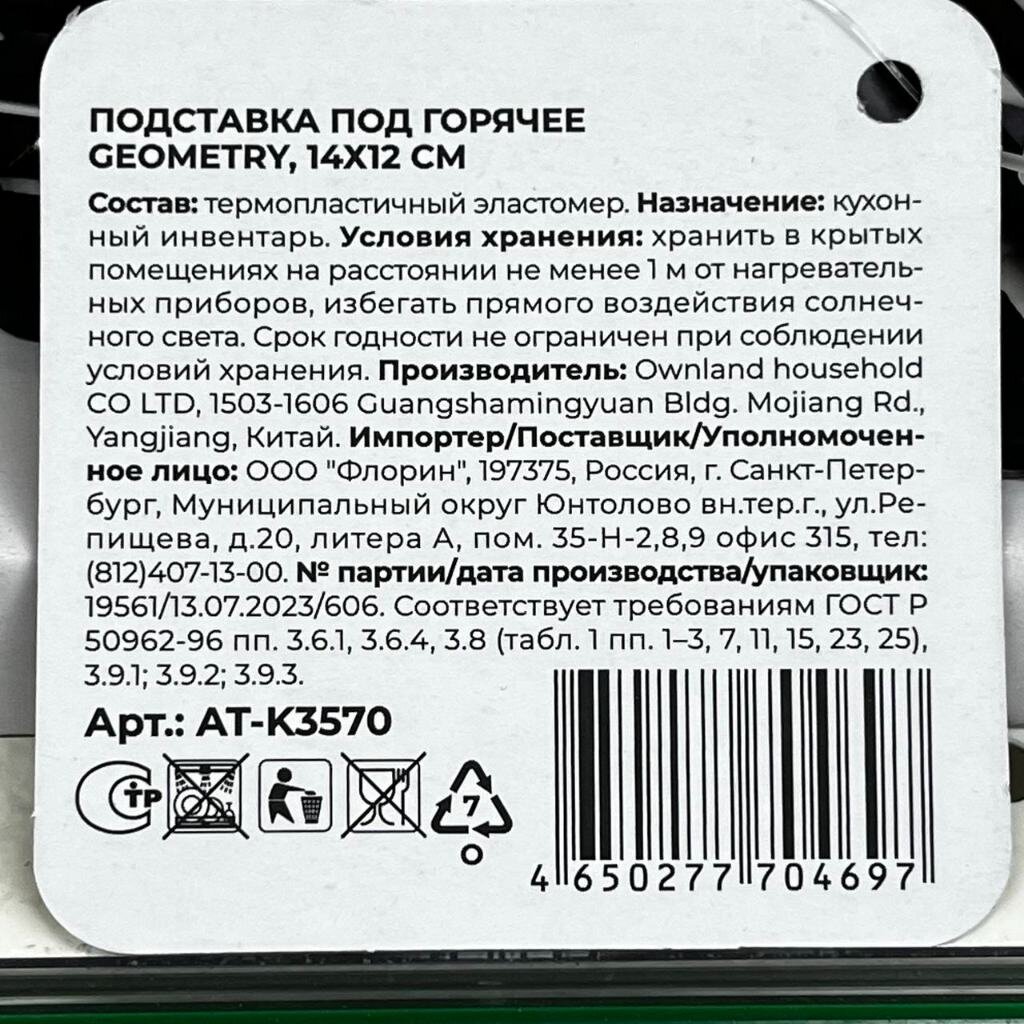 ПОДСТАВКА ПОД ГОРЯЧЕЕ
GEOMETRY, 14X12 СМ
Состав: термопластичный эластомер. Назначение: кухон-
ный инвентарь. Условия хранения: хранить в крытых
помещениях на расстоянии не менее 1 м от нагреватель-
ных приборов, избегать прямого воздействия солнеч-
ного света. Срок годности не ограничен при соблюдении
условий хранения. Производитель: Ownland household
CO LTD, 1503-1606 Guangshamingyuan Bldg. Mojiang Rd.,
Yangjiang, Китай. Импортер/Поставщик/Уполномочен-
ное лицо: ООО "Флорин", 197375, Россия, г. Санкт-Петер-
бург, Муниципальный округ Юнтолово вн.тер.г., ул.Ре-
пищева, д.20, литера А, пом. 35-Н-2,8,9 офис 315, тел:
(812)407-13-00. № партии/дата производства/упаковщик:
19561/13.07.2023/606. Соответствует требованиям ГОСТ Р
50962-96 пп. 3.6.1, 3.6.4, 3.8 (табл. 1 пп. 1–3, 7, 11, 15, 23, 25),
3.9.1; 3.9.2; 3.9.3.
Арт.: AT-K3570
СТР
7
O
4 650277 704697